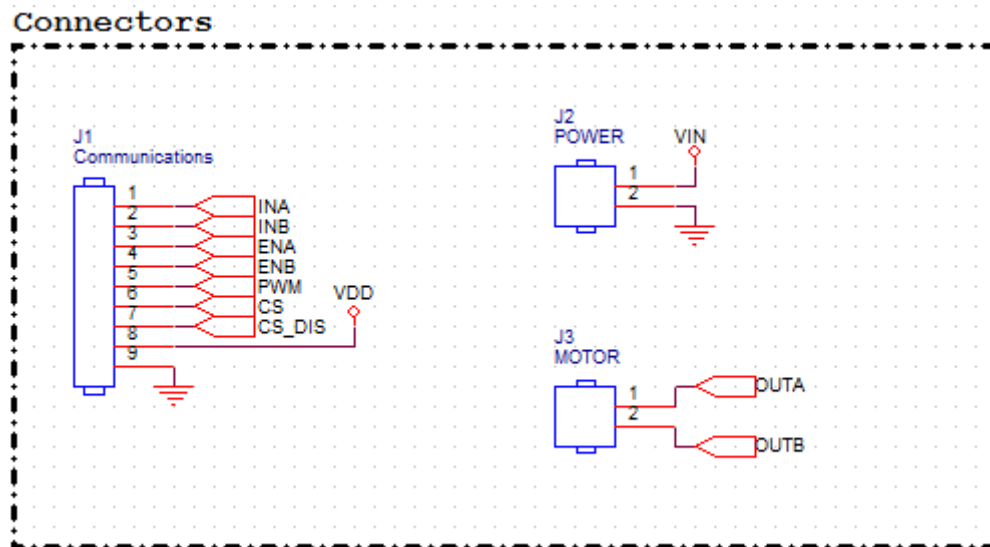 Connectors
J1
Communications
1
INA
2
INB
3
ENA
4
ENB
5
PWM
6
CS
7
CS_DIS
8
VDD
9
J2
POWER
VIN
1
2
J3
MOTOR
1
OUTA
2
OUTB